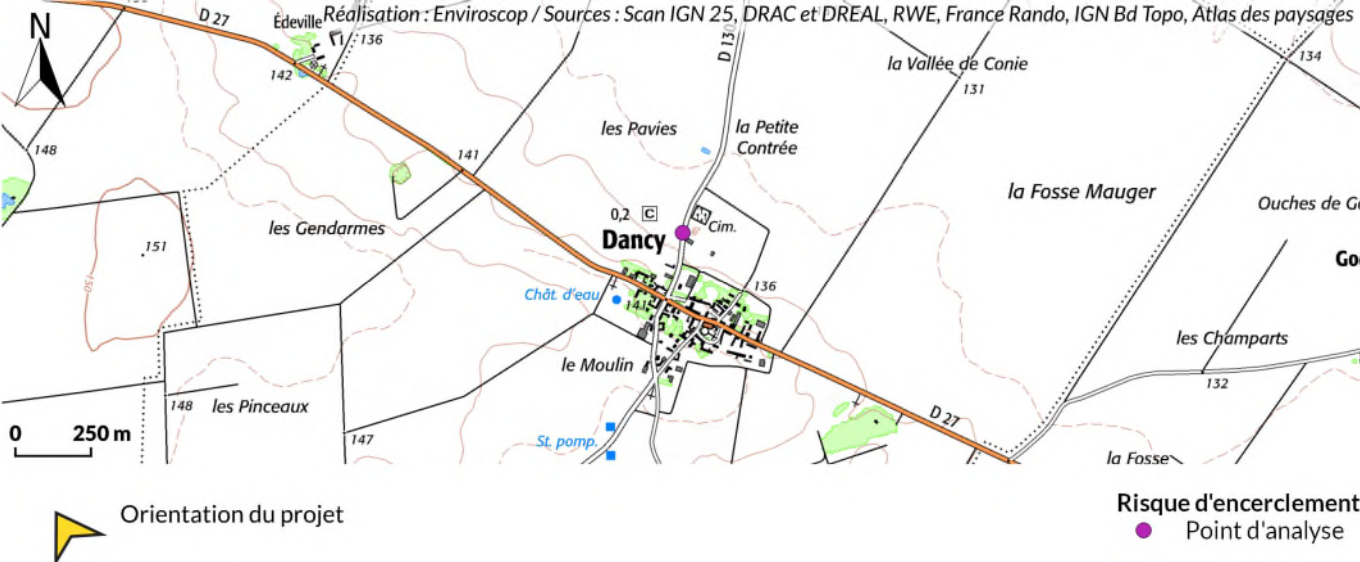 Réalisation : Enviroscop / Sources : Scan IGN 25, DRAC et DREAL, RWE, France Rando, IGN Bd Topo, Atlas des paysages
D 27
Édeville
N
136
D 130
134
142
la Vallée de Conie
131
148
141
les Pavies
la Petite
Contrée
la Fosse Mauger
Ouches de
0,2 C
Cim.
les Gendarmes
Dancy
151
150
136
Chât. d'eau
141
les Champarts
le Moulin
132
148
les Pinceaux
D 27
0 250 m
147
St. pomp.
la Fosse
Orientation du projet
Risque d'encerclement
Point d'analyse